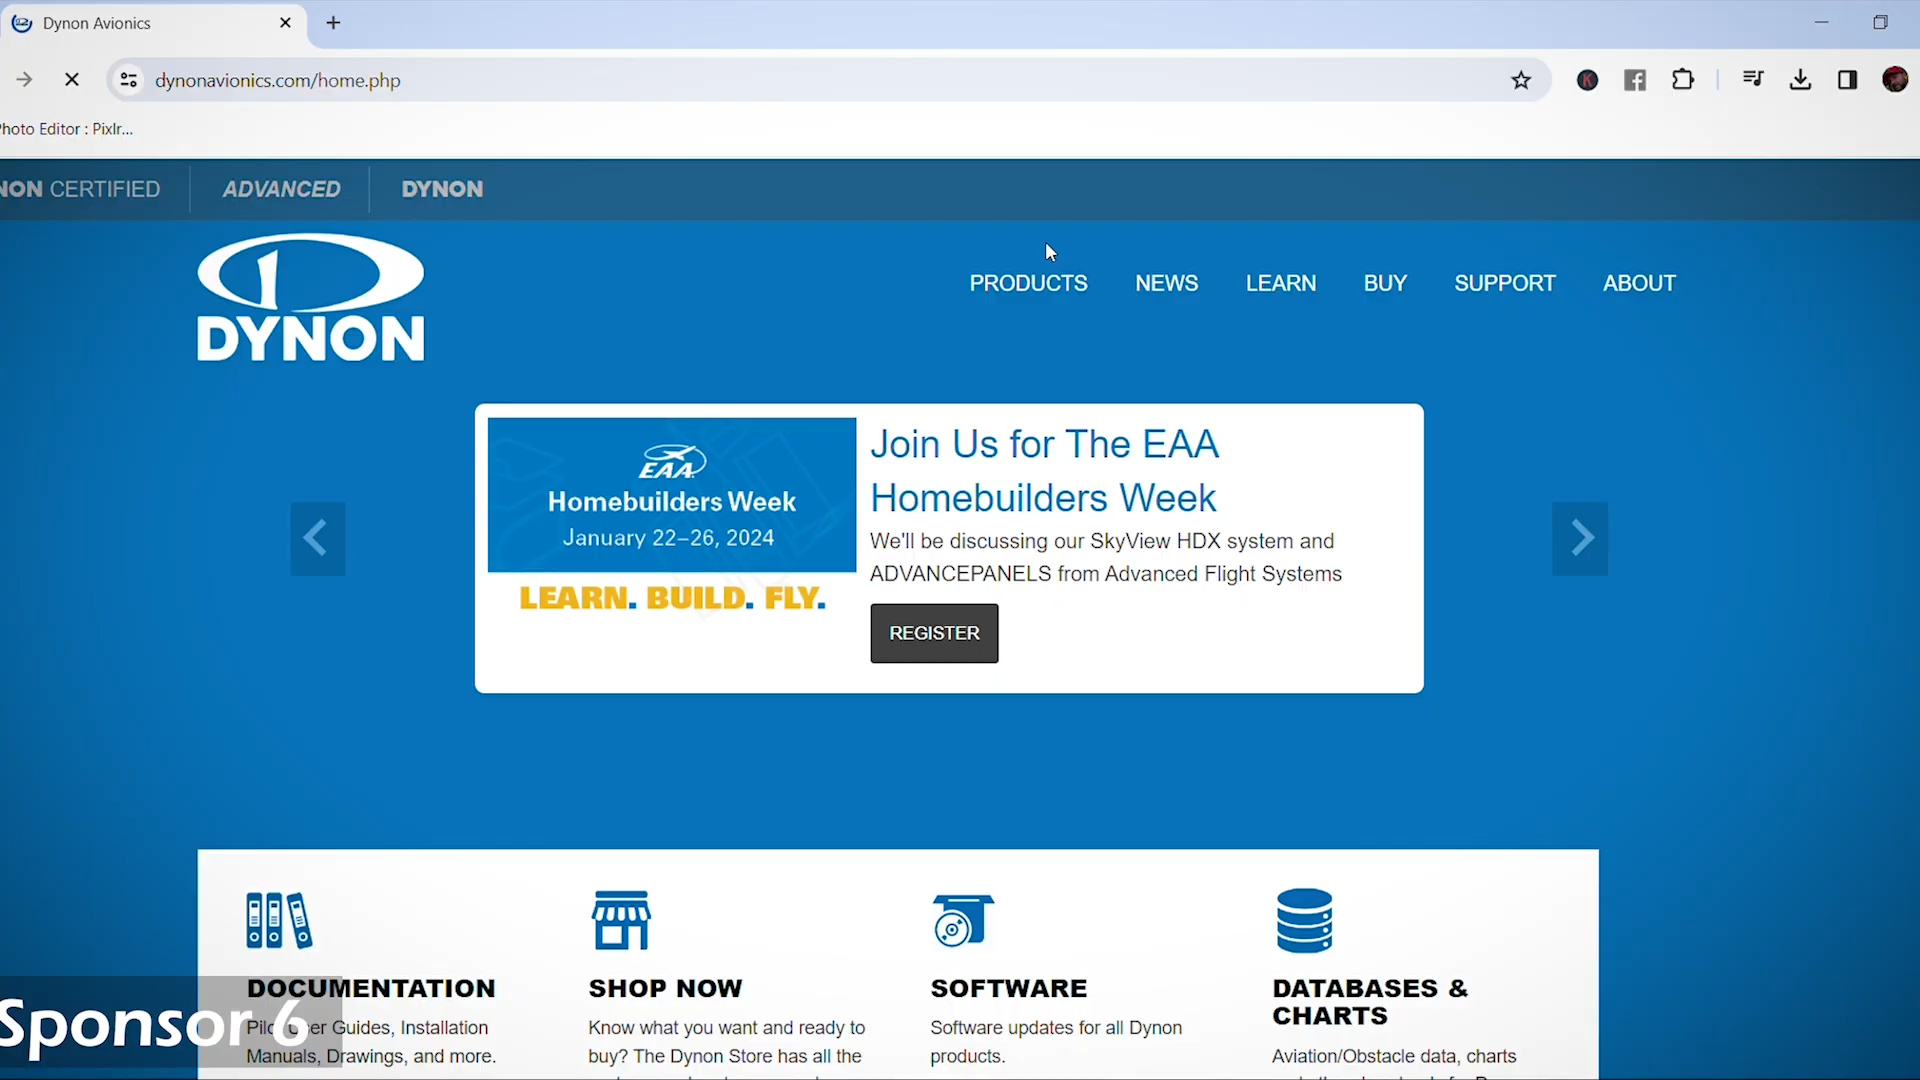 Dynon Avionics
dynonavionics.com/home.php
hoto Editor : Pixlr...
NON CERTIFIED
ADVANCED
DYNON
DYNON
PRODUCTS
NEWS
LEARN
BUY
SUPPORT
ABOUT
EAA
Homebuilders Week
January 22–26, 2024
LEARN. BUILD. FLY.
Join Us for The EAA
Homebuilders Week
We'll be discussing our SkyView HDX system and
ADVANCEPANELS from Advanced Flight Systems
REGISTER
DOCUMENTATION
Guides, Installation
Manuals, Drawings, and more.
SHOP NOW
Know what you want and ready to
buy? The Dynon Store has all the
SOFTWARE
Software updates for all Dynon
products.
DATABASES &
CHARTS
Aviation/Obstacle data, charts
Sponsor 6